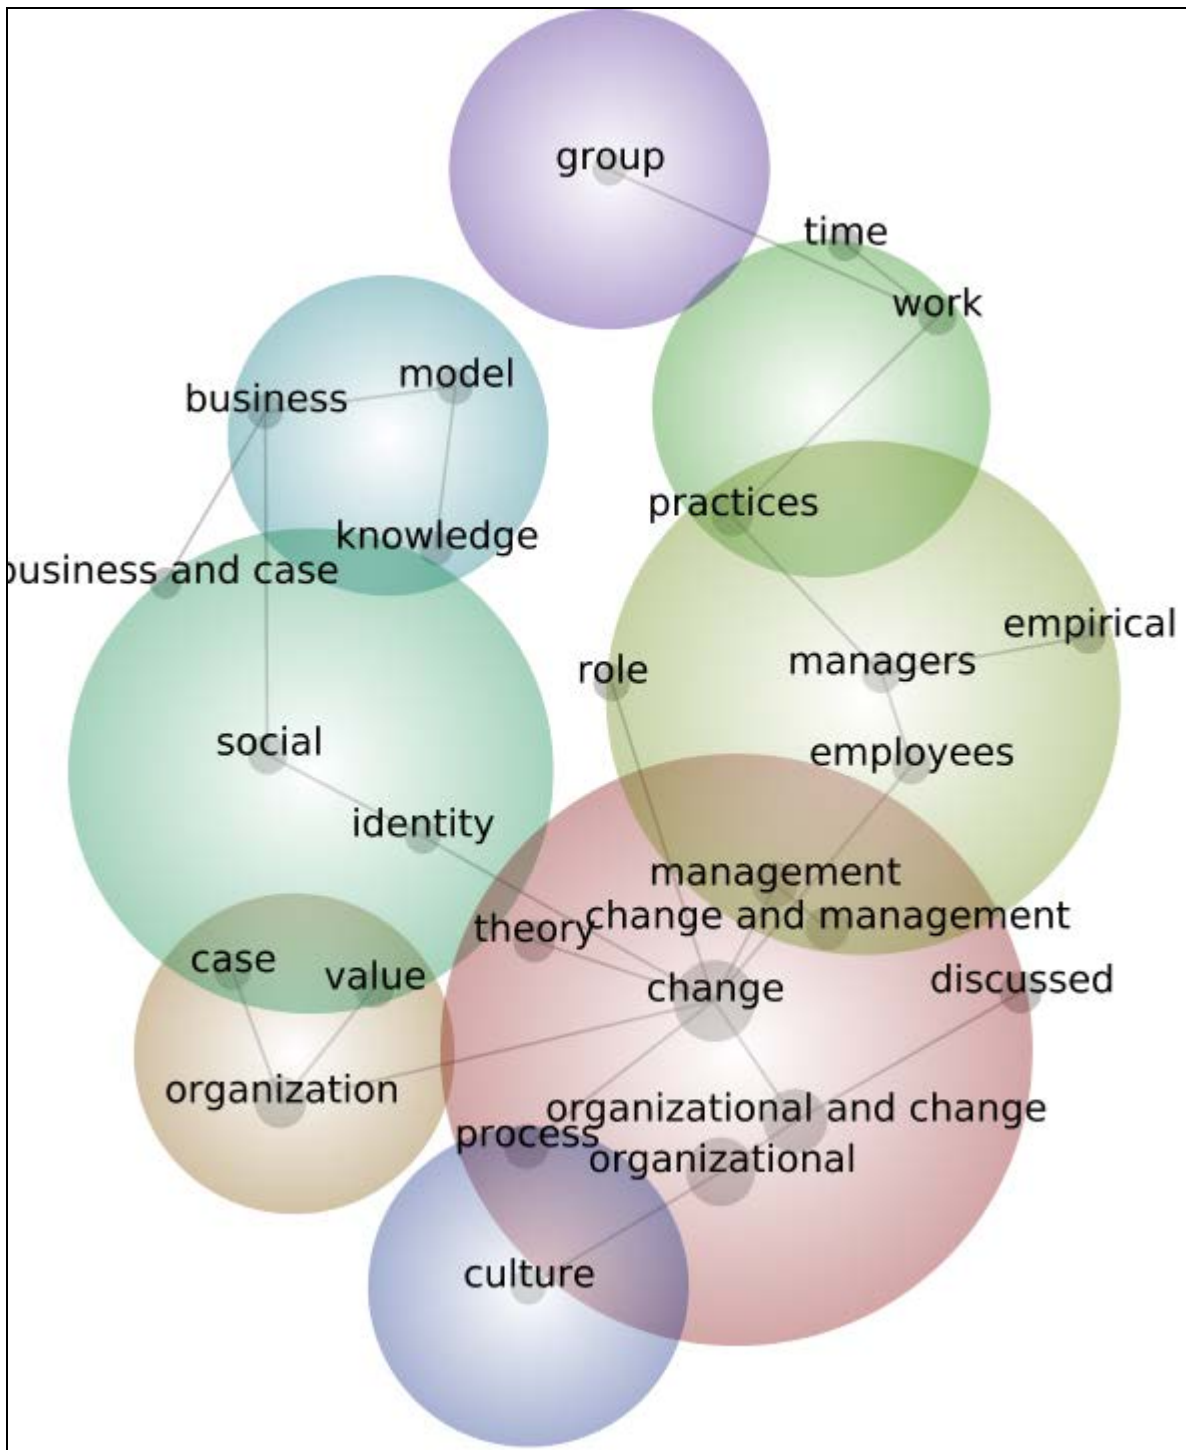 group
time
work
model
business
practices
knowledge
business and case
empirical
managers
role
social
employees
identity
management
change and management
theory
case
value
discussed
change
organization
organizational and change
process
organizational
culture